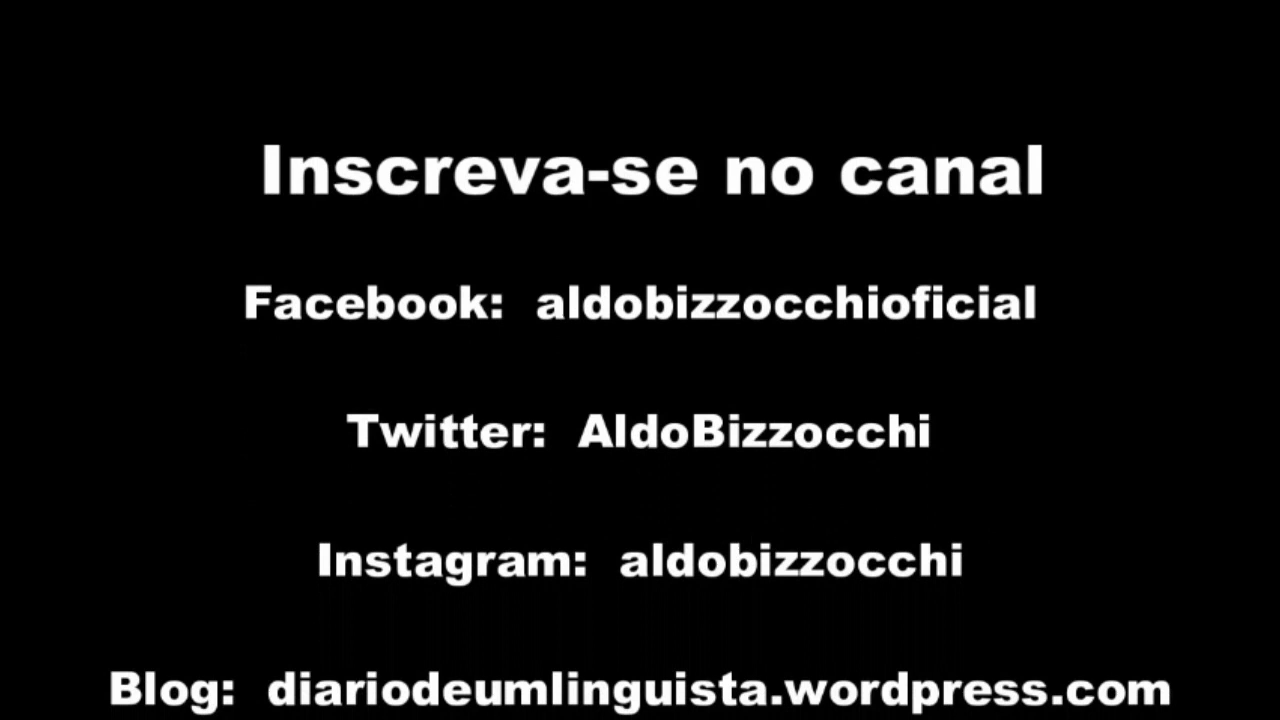 Inscreva-se no canal
Facebook: aldobizzocchioficial
Twitter: AldoBizzocchi
Instagram: aldobizzocchi
Blog: diariodeumlinguista.wordpress.com